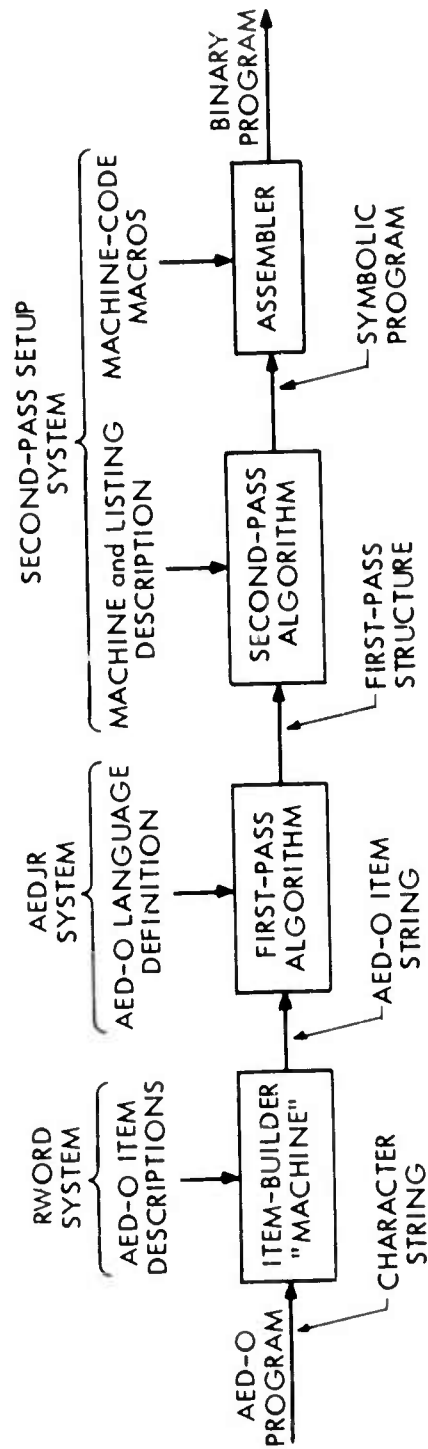 RWORD
SYSTEM
AED-O ITEM
DESCRIPTIONS
AEDJR
SYSTEM
AED-O LANGUAGE
DEFINITION
SECOND-PASS SETUP
SYSTEM
MACHINE and LISTING
DESCRIPTION
MACHINE-CODE
MACROS
AED-O
PROGRAM
CHARACTER
STRING
ITEM-BUILDER
"MACHINE"
AED-O ITEM
STRING
FIRST-PASS
ALGORITHM
FIRST-PASS
STRUCTURE
SECOND-PASS
ALGORITHM
SYMBOLIC
PROGRAM
ASSEMBLER
BINARY
PROGRAM